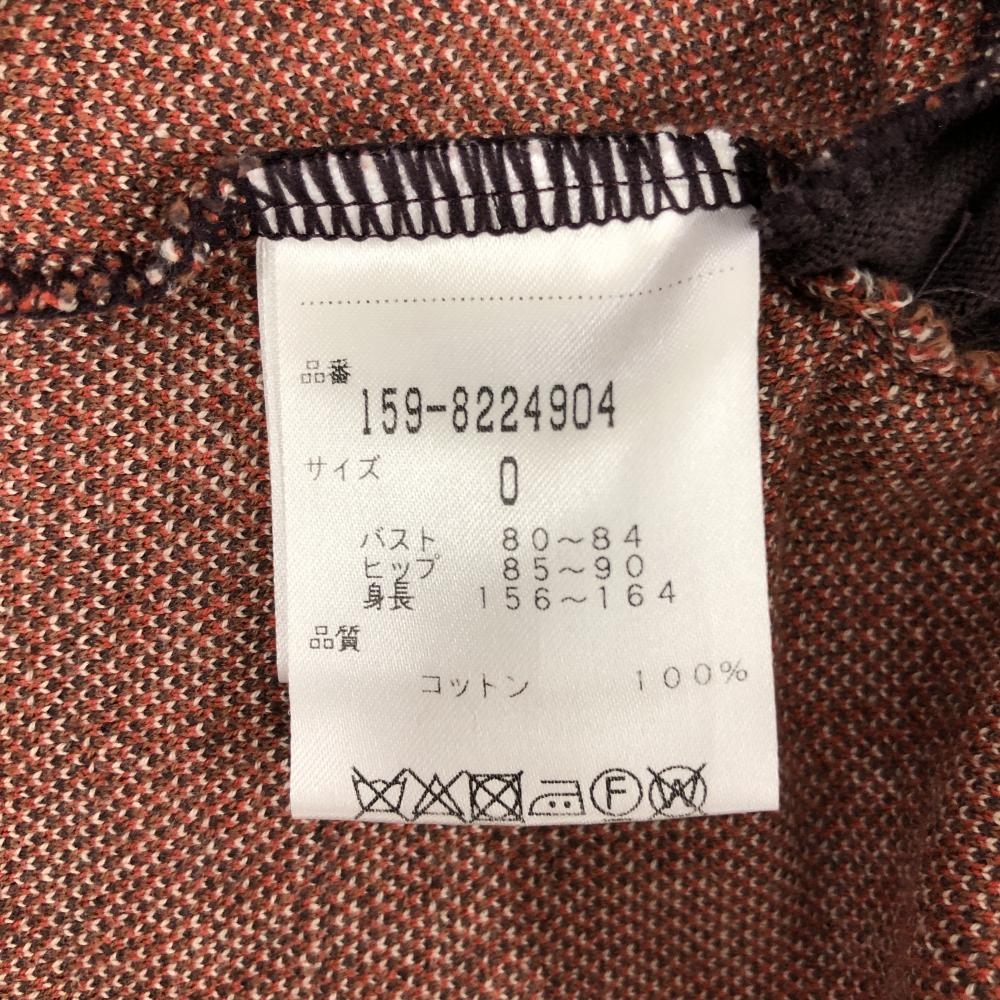 品番
159-8224904
サイズ 0
バスト 80〜84
ヒップ 85〜90
身長 156〜164
品質
コットン 100%
F W